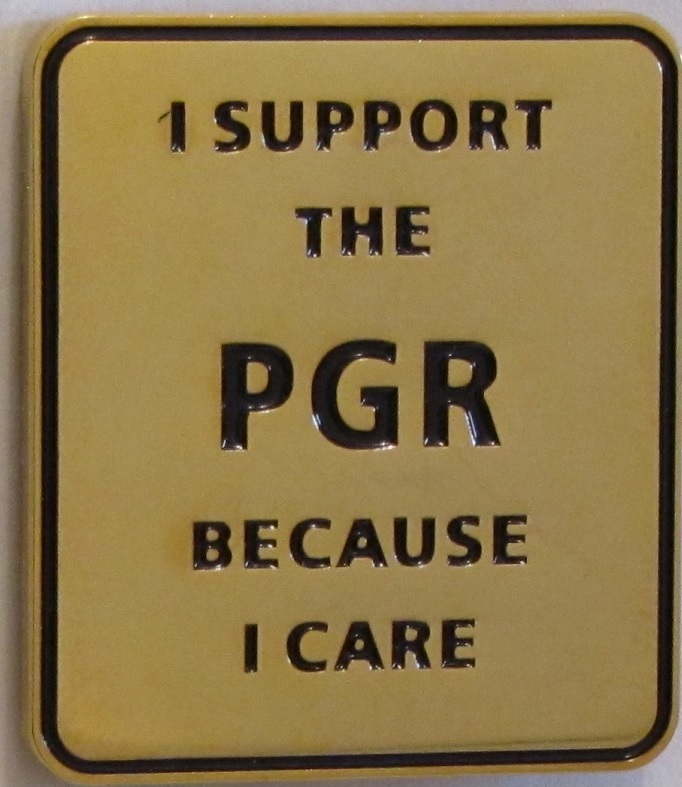 I SUPPORT
THE
PGR
BECAUSE
I CARE